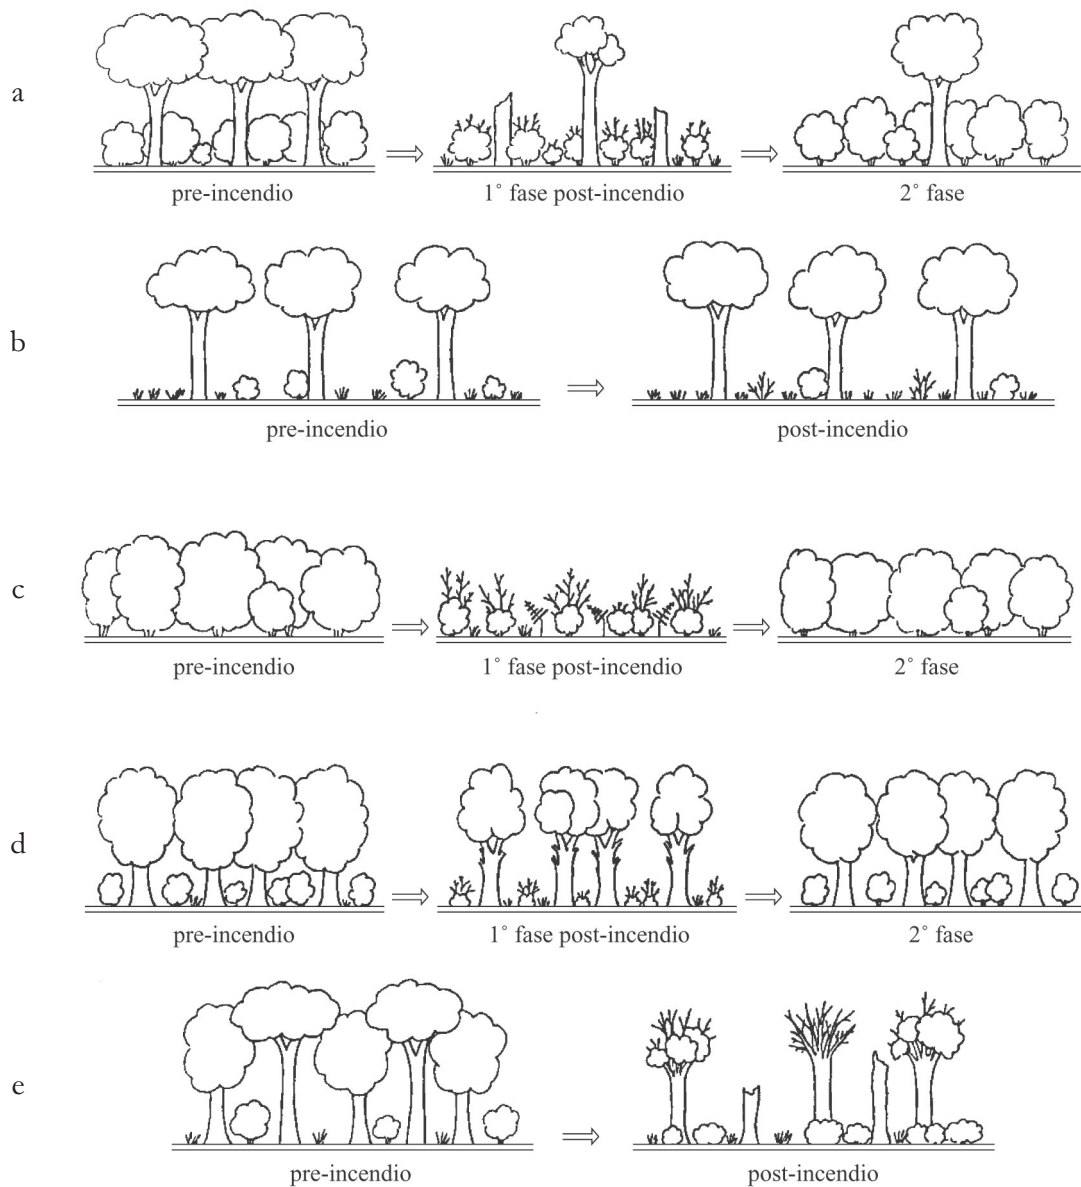 a
pre-incendio 1° fase post-incendio 2° fase
b
pre-incendio post-incendio
c
pre-incendio 1° fase post-incendio 2° fase
d
pre-incendio 1° fase post-incendio 2° fase
e
pre-incendio post-incendio